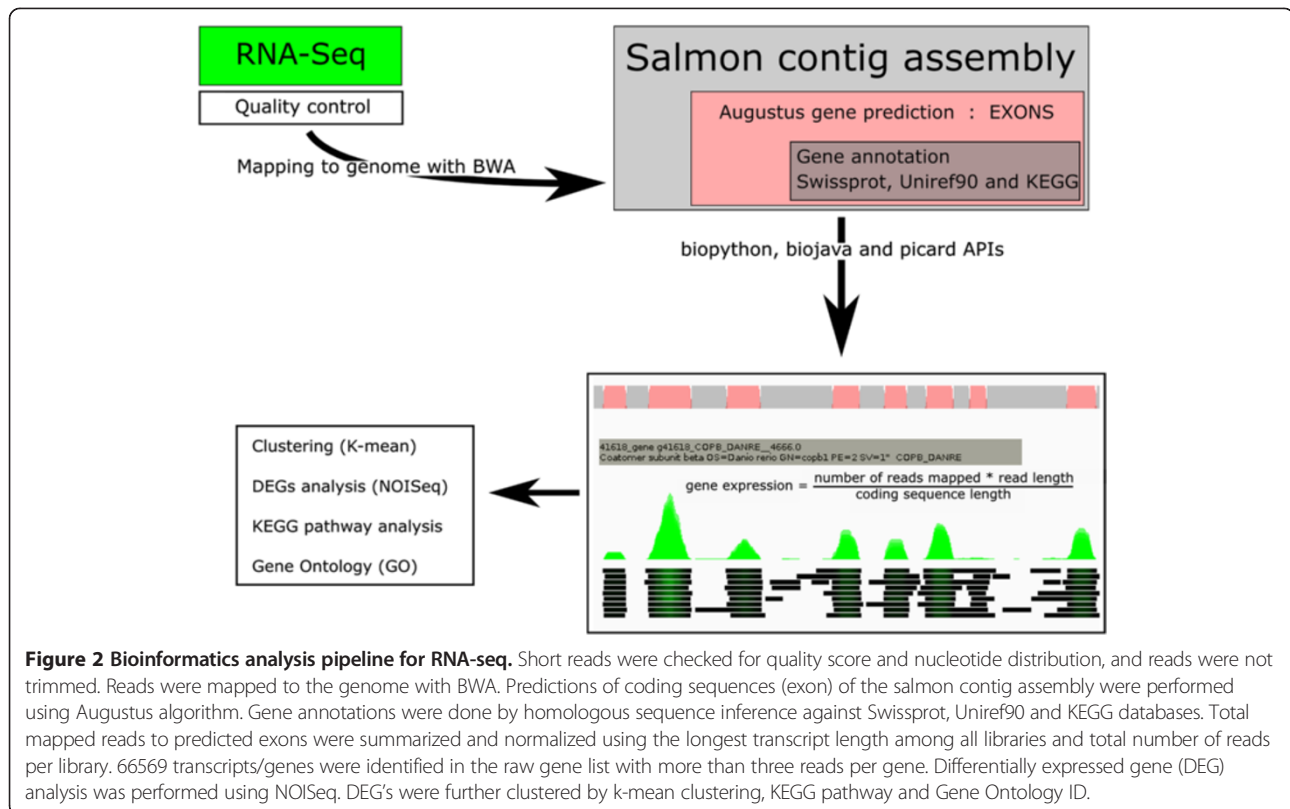 RNA-Seq
Quality control
Mapping to genome with BWA
Salmon contig assembly
Augustus gene prediction : EXONS
Gene annotation
Swissprot, Uniref90 and KEGG
biopython, biojava and picard APIs
41618_gene g41618_COPB_DANRE__4666.0
Coatomer subunit beta OS=Danio rerio GN=copb1 PE=2 SV=1" COPB_DANRE
gene expression = number of reads mapped * read length
coding sequence length
Clustering (K-mean)
DEGs analysis (NOISeq)
KEGG pathway analysis
Gene Ontology (GO)
Figure 2 Bioinformatics analysis pipeline for RNA-seq. Short reads were checked for quality score and nucleotide distribution, and reads were not
trimmed. Reads were mapped to the genome with BWA. Predictions of coding sequences (exon) of the salmon contig assembly were performed
using Augustus algorithm. Gene annotations were done by homologous sequence inference against Swissprot, Uniref90 and KEGG databases. Total
mapped reads to predicted exons were summarized and normalized using the longest transcript length among all libraries and total number of reads
per library. 66569 transcripts/genes were identified in the raw gene list with more than three reads per gene. Differentially expressed gene (DEG)
analysis was performed using NOISeq. DEG's were further clustered by k-mean clustering, KEGG pathway and Gene Ontology ID.